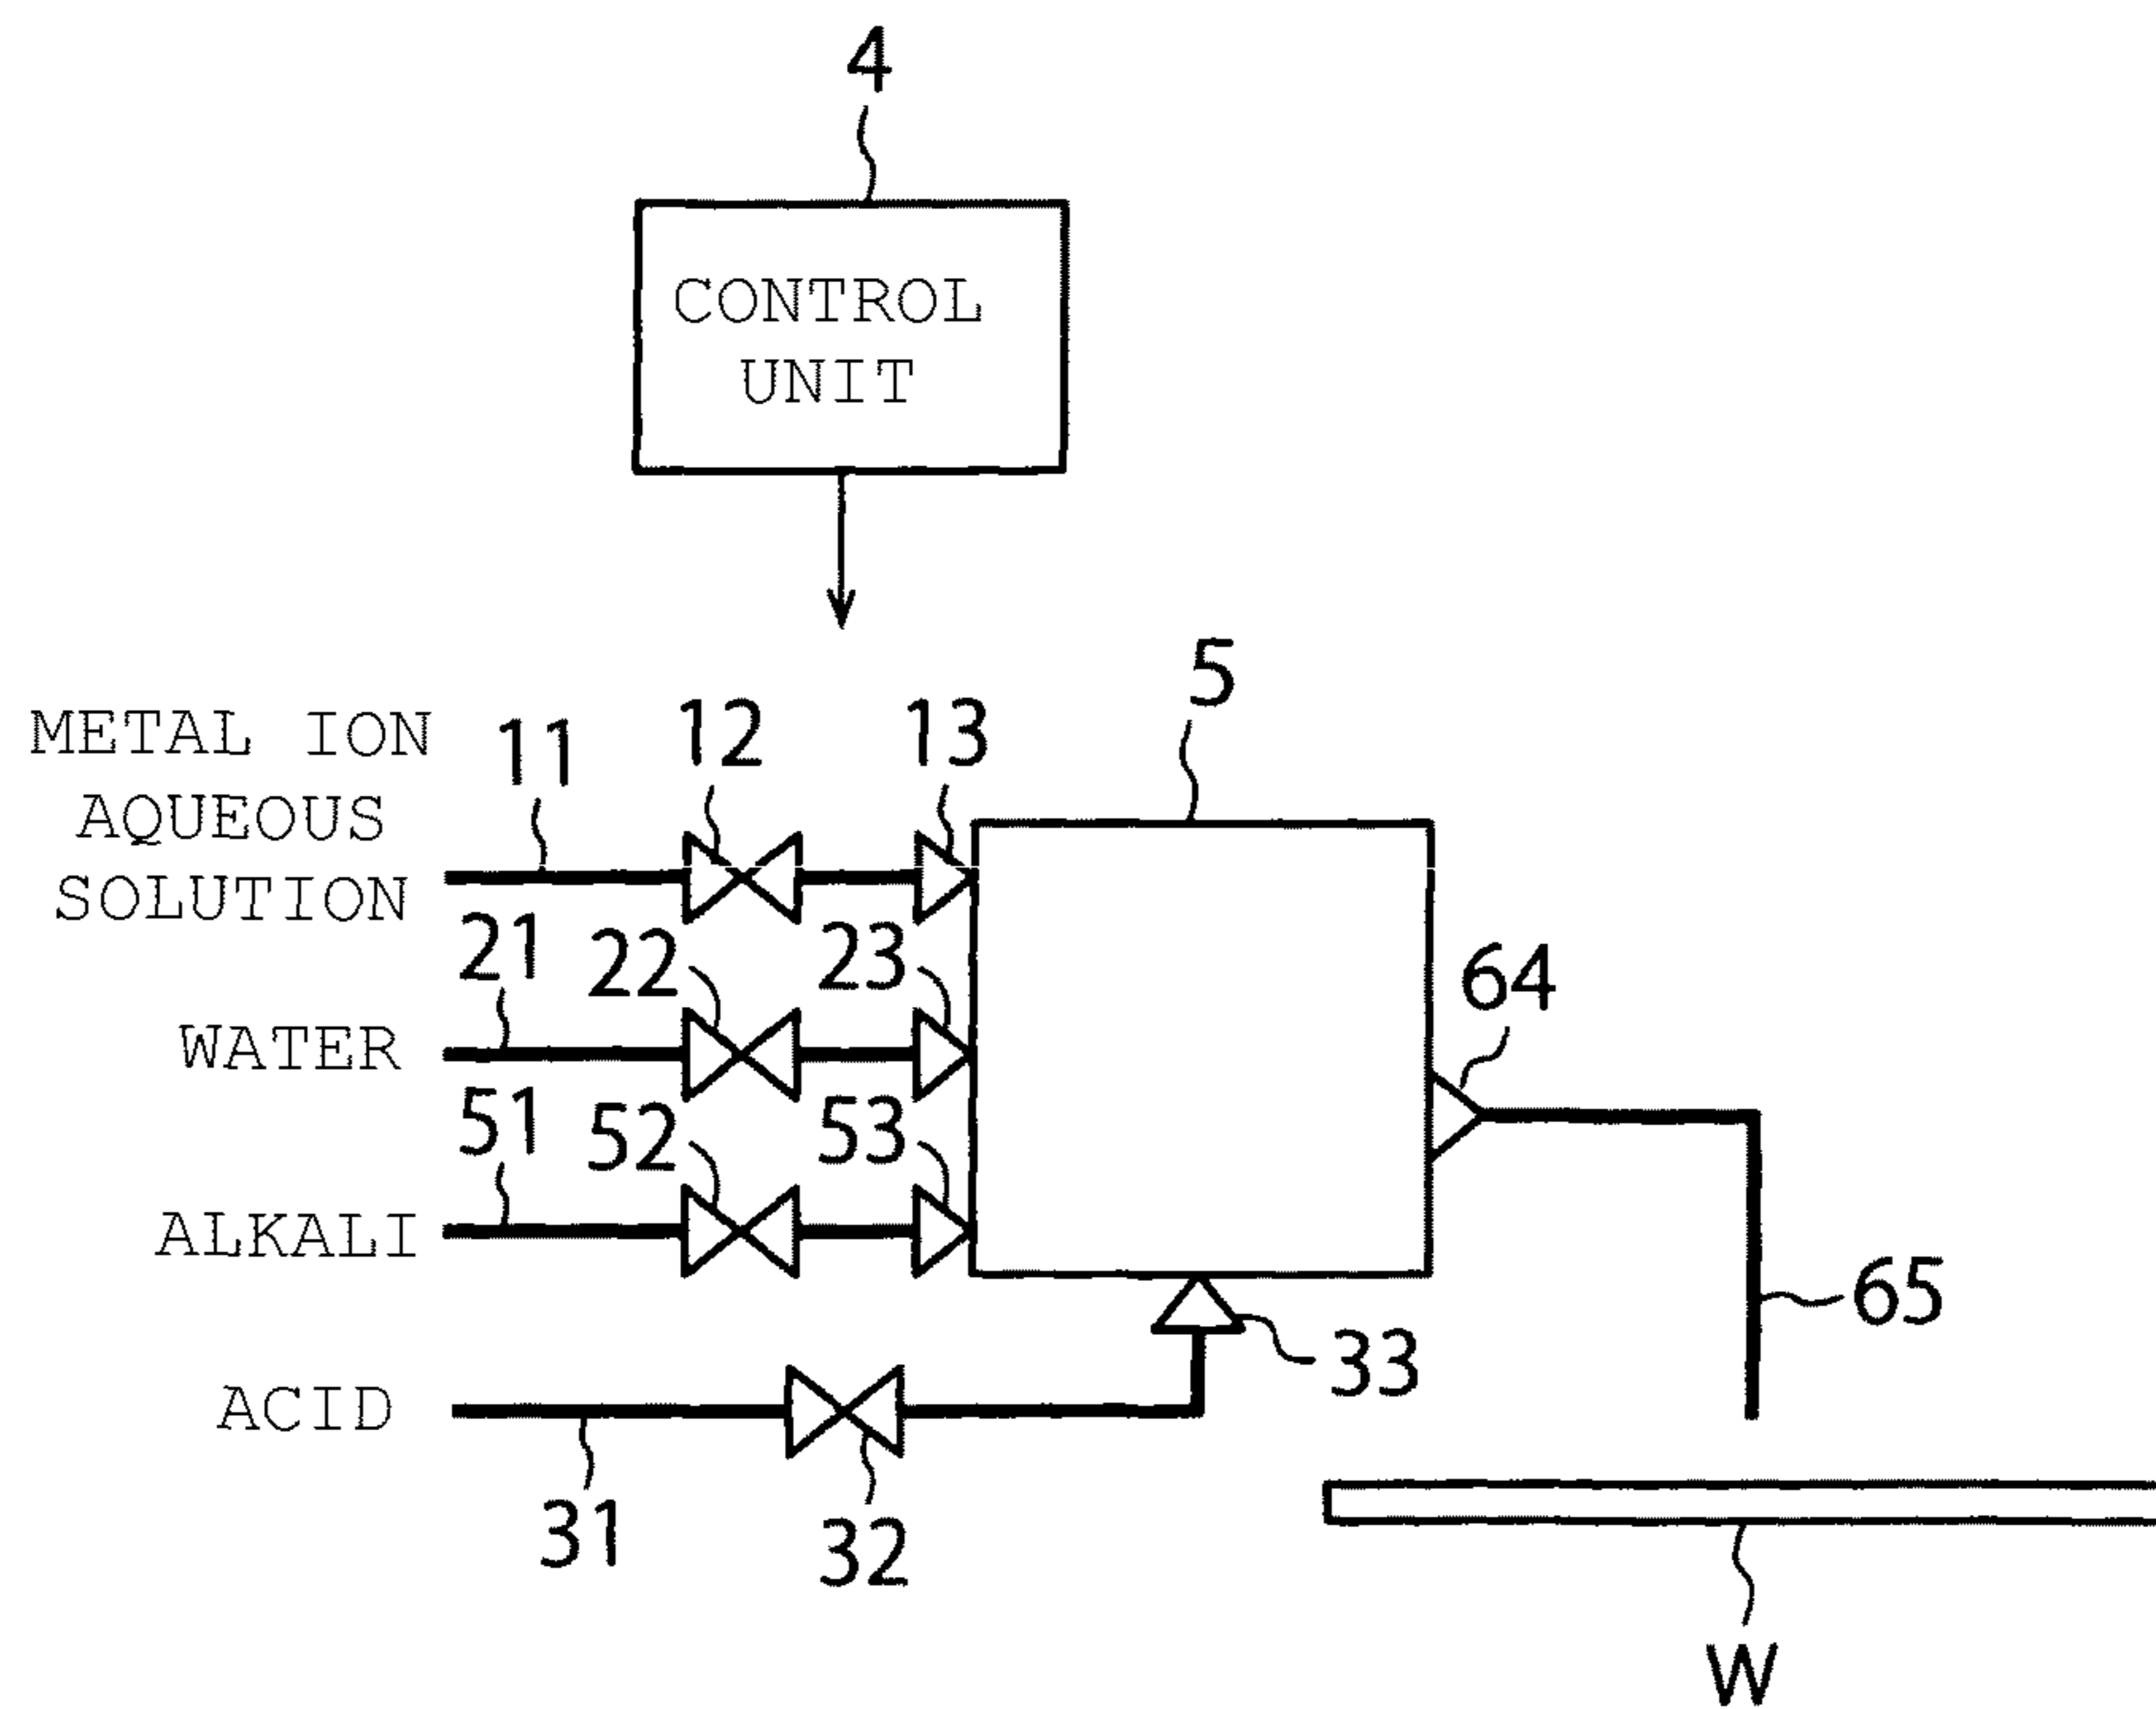 4
CONTROL
UNIT
5
METAL ION
AQUEOUS
SOLUTION
11
12
13
21
22
23
64
WATER
51
52
53
ALKALI
65
33
ACID
31
32
W